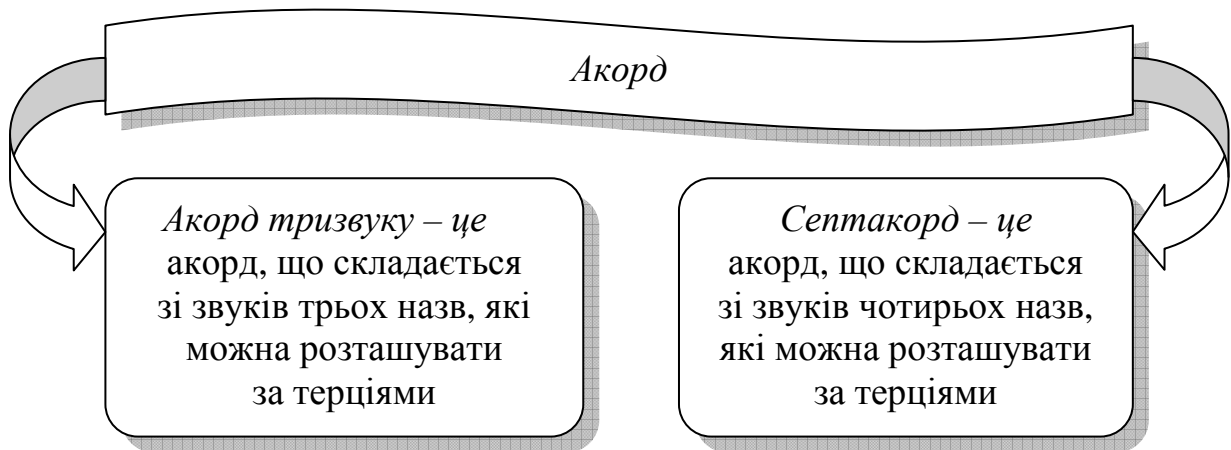 Акорд
Акорд тризвуку – це
акорд, що складається
зі звуків трьох назв, які
можна розташувати
за терціями
Септакорд – це
акорд, що складається
зі звуків чотирьох назв,
які можна розташувати
за терціями